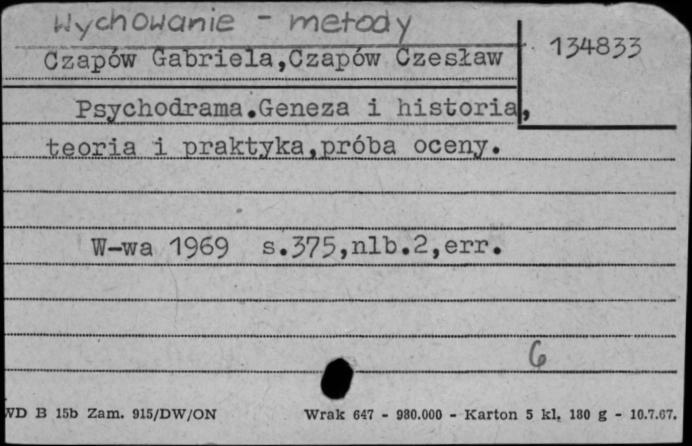 Wychowanie - metody
134833
Czapów Gabriela,Czapów Czesław
Psychodrama.Geneza i historia,
teoria i praktyka,próba oceny.
W-wa 1969 s.375,nlb.2,err.
6
WD B 15b Zam. 915/DW/ON Wrak 647 - 980.000 - Karton 5 kl. 180 g - 10.7.67.